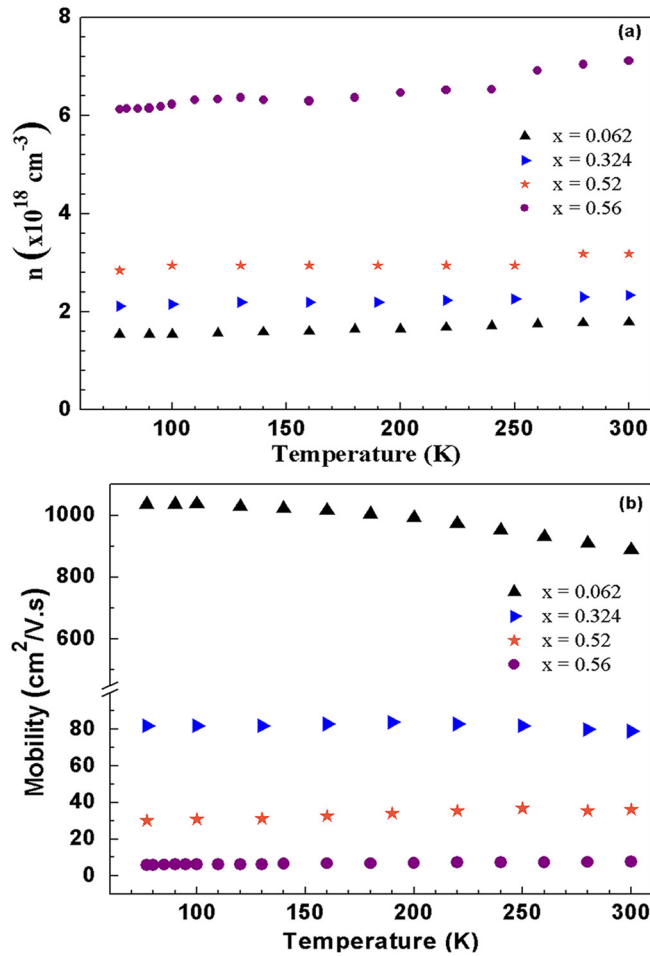 (a)
8
6
4
2
0
n (x10¹⁸ cm⁻³)
x = 0.062
x = 0.324
x = 0.52
x = 0.56
100 150 200 250 300
Temperature (K)
(b)
1000
800
600
80
60
40
20
0
Mobility (cm²/V.s)
x = 0.062
x = 0.324
x = 0.52
x = 0.56
100 150 200 250 300
Temperature (K)